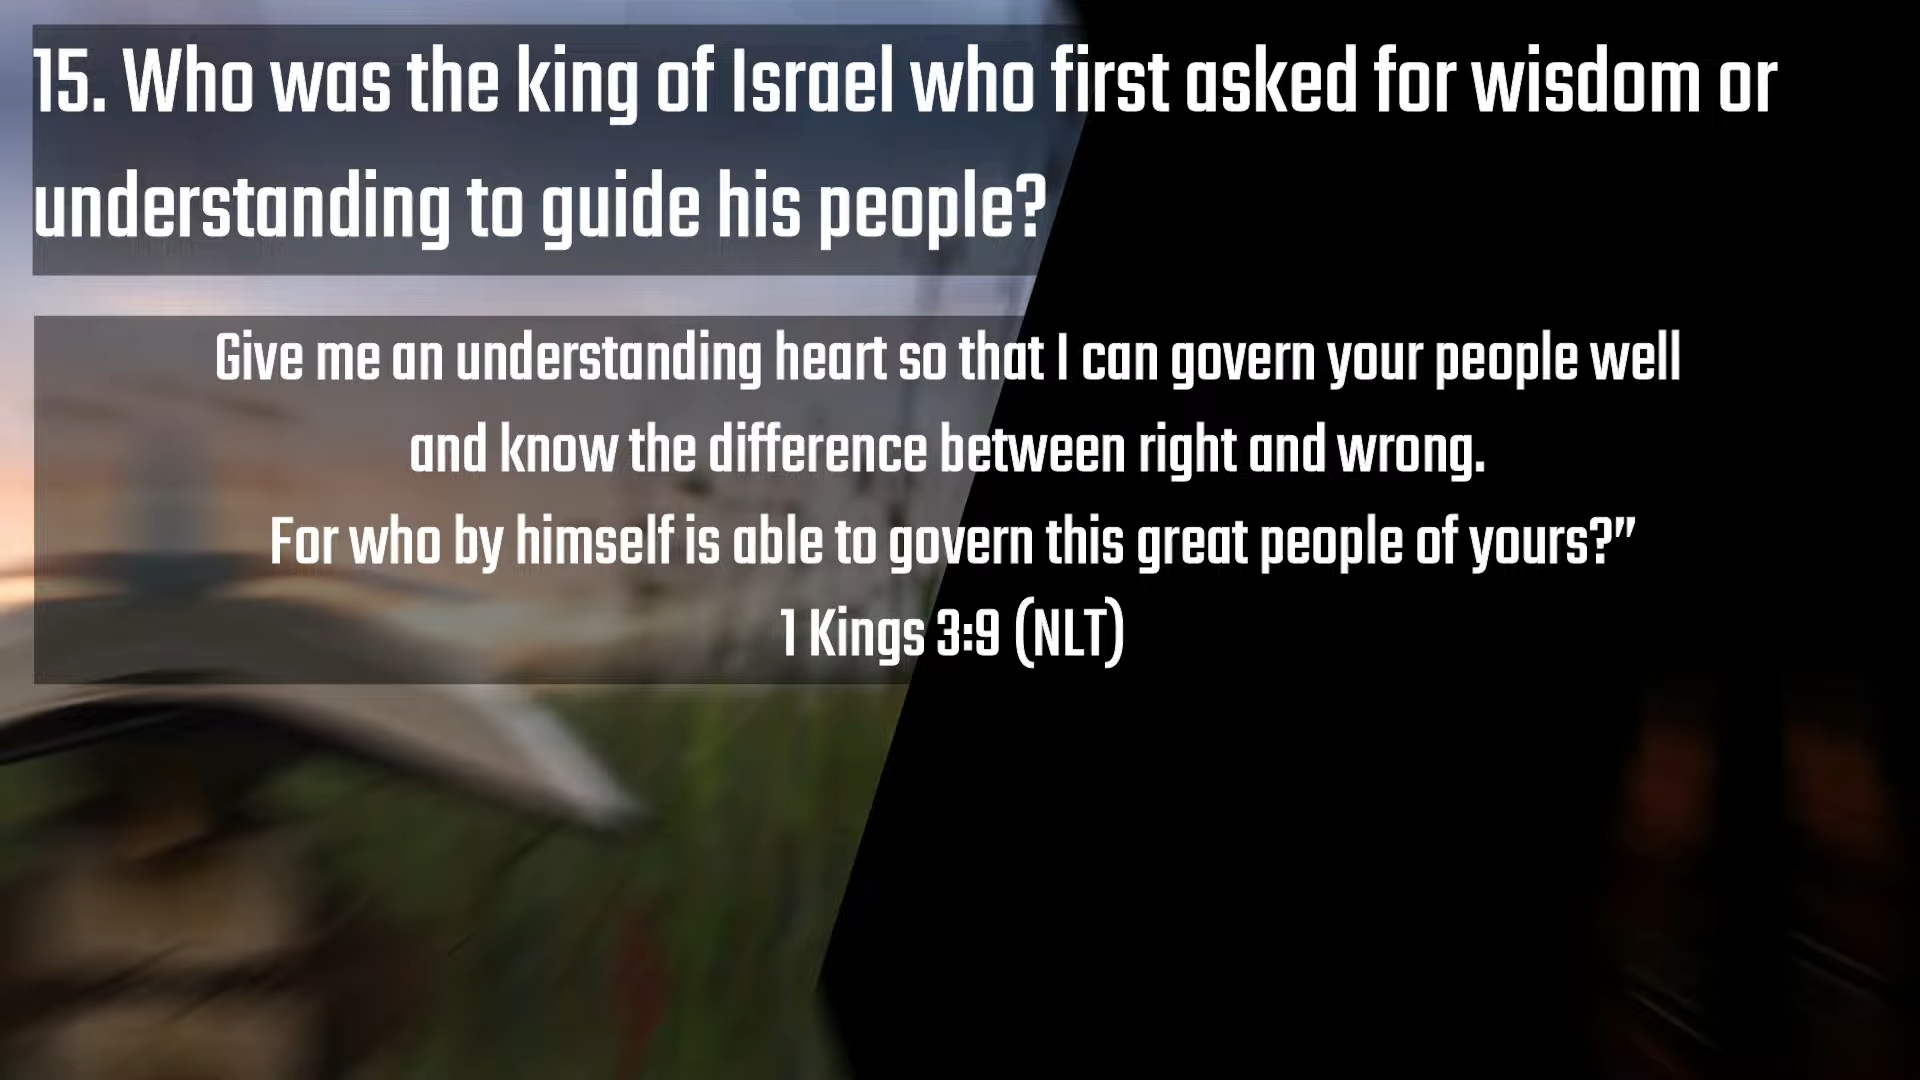 15. Who was the king of Israel who first asked for wisdom or
understanding to guide his people?
Give me an understanding heart so that I can govern your people well
and know the difference between right and wrong.
For who by himself is able to govern this great people of yours?”
1 Kings 3:9 (NLT)